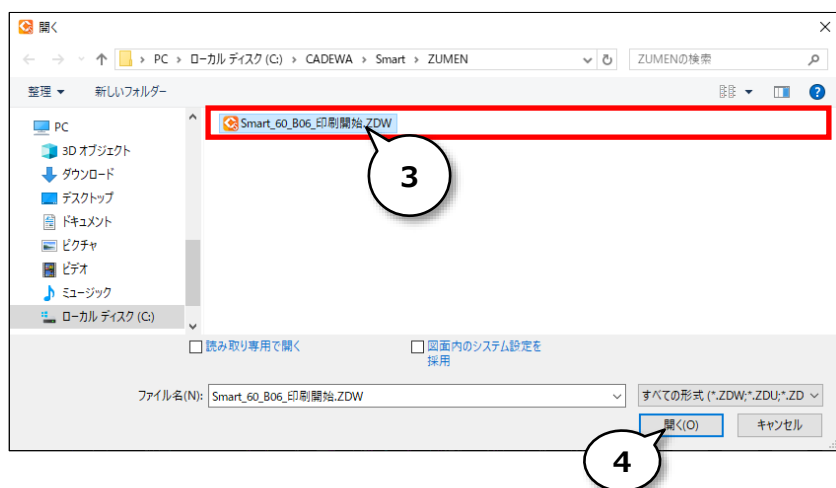 開く
PC › ローカル ディスク (C:) › CADEWA › Smart › ZUMEN
ZUMENの検索
整理 新しいフォルダー
PC
3D オブジェクト
ダウンロード
デスクトップ
ドキュメント
ピクチャ
ビデオ
ミュージック
ローカル ディスク (C:)
Smart_60_B06_印刷開始.ZDW
3
読み取り専用で開く
図面内のシステム設定を
採用
ファイル名(N): Smart_60_B06_印刷開始.ZDW
すべての形式 (*.ZDW;*.ZDU;*.ZD
開く(O) キャンセル
4